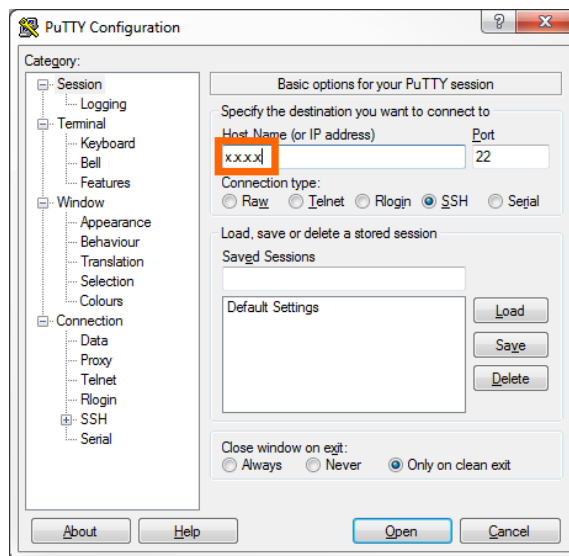 PuTTY Configuration
Category:
Session
Logging
Terminal
Keyboard
Bell
Features
Window
Appearance
Behaviour
Translation
Selection
Colours
Connection
Data
Proxy
Telnet
Rlogin
SSH
Serial
Basic options for your PuTTY session
Specify the destination you want to connect to
Host Name (or IP address) Port
x.x.x.x 22
Connection type:
Raw Telnet Rlogin SSH Serial
Load, save or delete a stored session
Saved Sessions
Default Settings
Load
Save
Delete
Close window on exit:
Always Never Only on clean exit
About Help Open Cancel